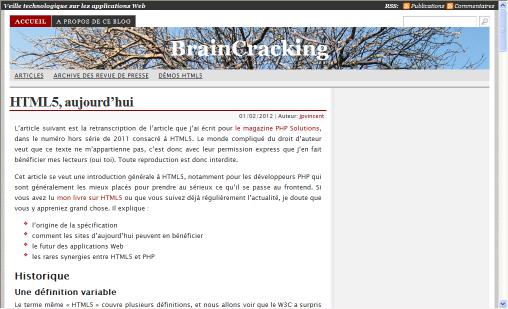 Veille technologique sur les applications Web
RSS: Publications Commentaires
ACCUEIL A PROPOS DE CE BLOG
BrainCracking
ARTICLES ARCHIVE DES REVUE DE PRESSE DÉMOS HTML5
HTML5, aujourd'hui
01/02/2012 | Auteur: jpvincent
L'article suivant est la retranscription de l'article que j'ai écrit pour le magazine PHP Solutions,
dans le numéro hors série de 2011 consacré à HTML5. Le monde compliqué du droit d'auteur
veut que ce texte ne m'appartienne pas, c'est donc avec leur permission express que j'en fait
bénéficier mes lecteurs (oui toi). Toute reproduction est donc interdite.
Cet article se veut une introduction générale à HTML5, notamment pour les développeurs PHP qui
sont généralement les mieux placés pour prendre au sérieux ce qu'il se passe au frontend. Si
vous avez lu mon livre sur HTML5 ou que vous suivez déjà régulièrement l'actualité, je doute que
vous y appreniez grand chose. Il explique :
l'origine de la spécification
comment les sites d'aujourd'hui peuvent en bénéficier
le futur des applications Web
les rares synergies entre HTML5 et PHP
Historique
Une définition variable
Le terme même « HTML5 » couvre plusieurs définitions, et nous allons voir que le W3C a surpris